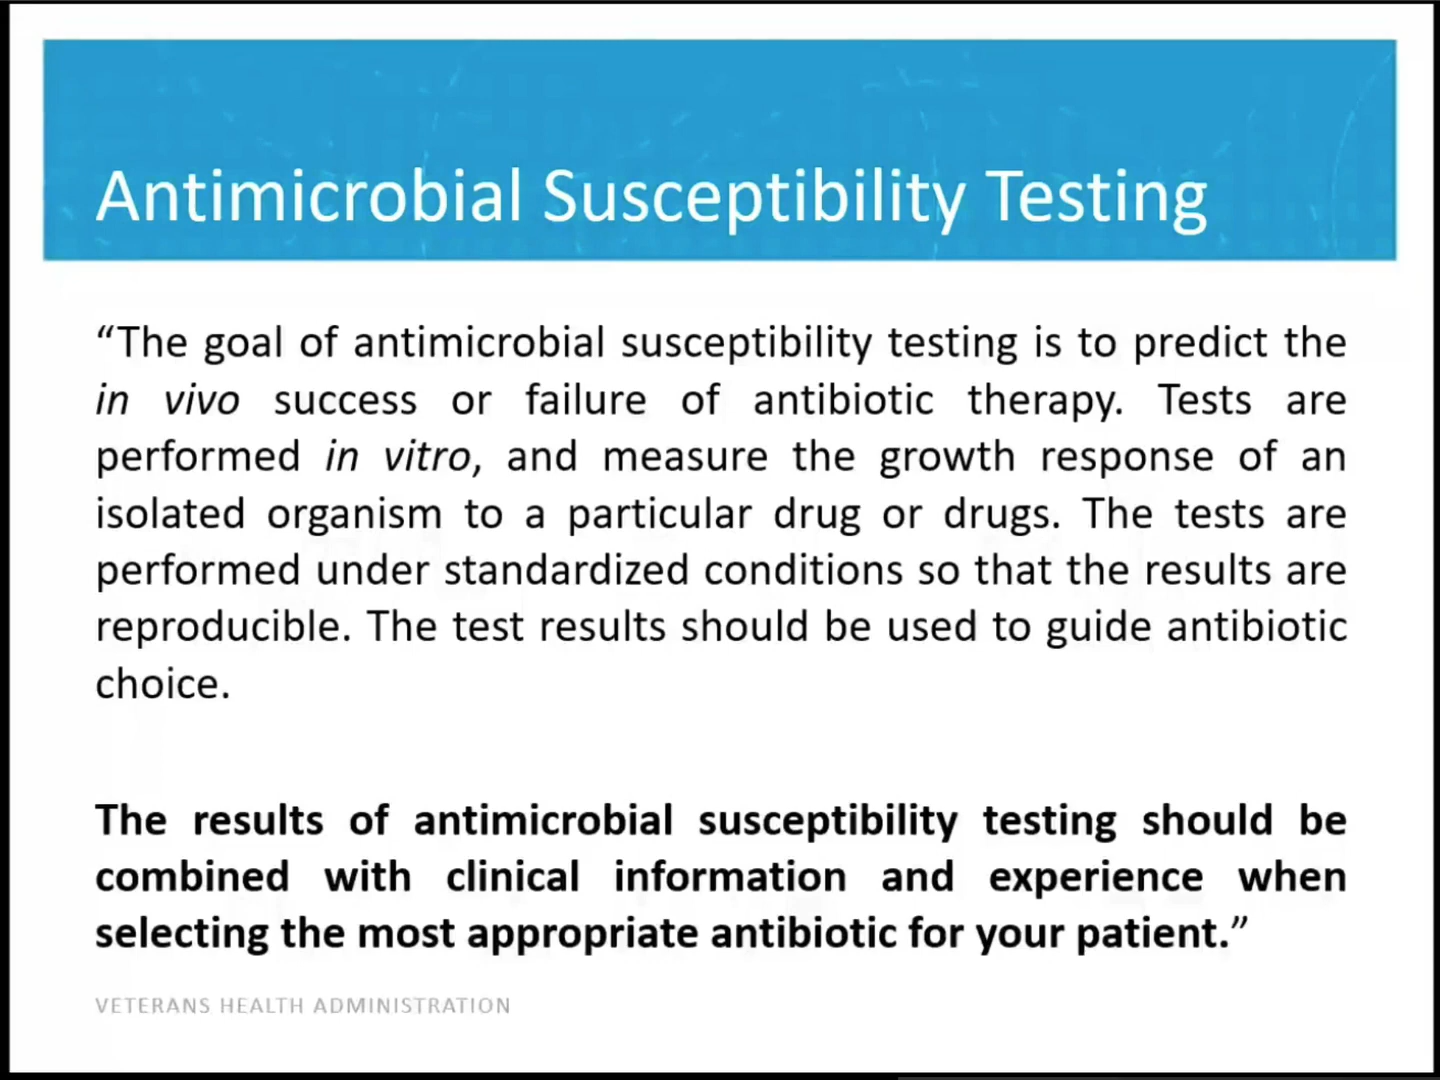 Antimicrobial Susceptibility Testing
“The goal of antimicrobial susceptibility testing is to predict the
in vivo success or failure of antibiotic therapy. Tests are
performed in vitro, and measure the growth response of an
isolated organism to a particular drug or drugs. The tests are
performed under standardized conditions so that the results are
reproducible. The test results should be used to guide antibiotic
choice.
The results of antimicrobial susceptibility testing should be
combined with clinical information and experience when
selecting the most appropriate antibiotic for your patient.”
VETERANS HEALTH ADMINISTRATION